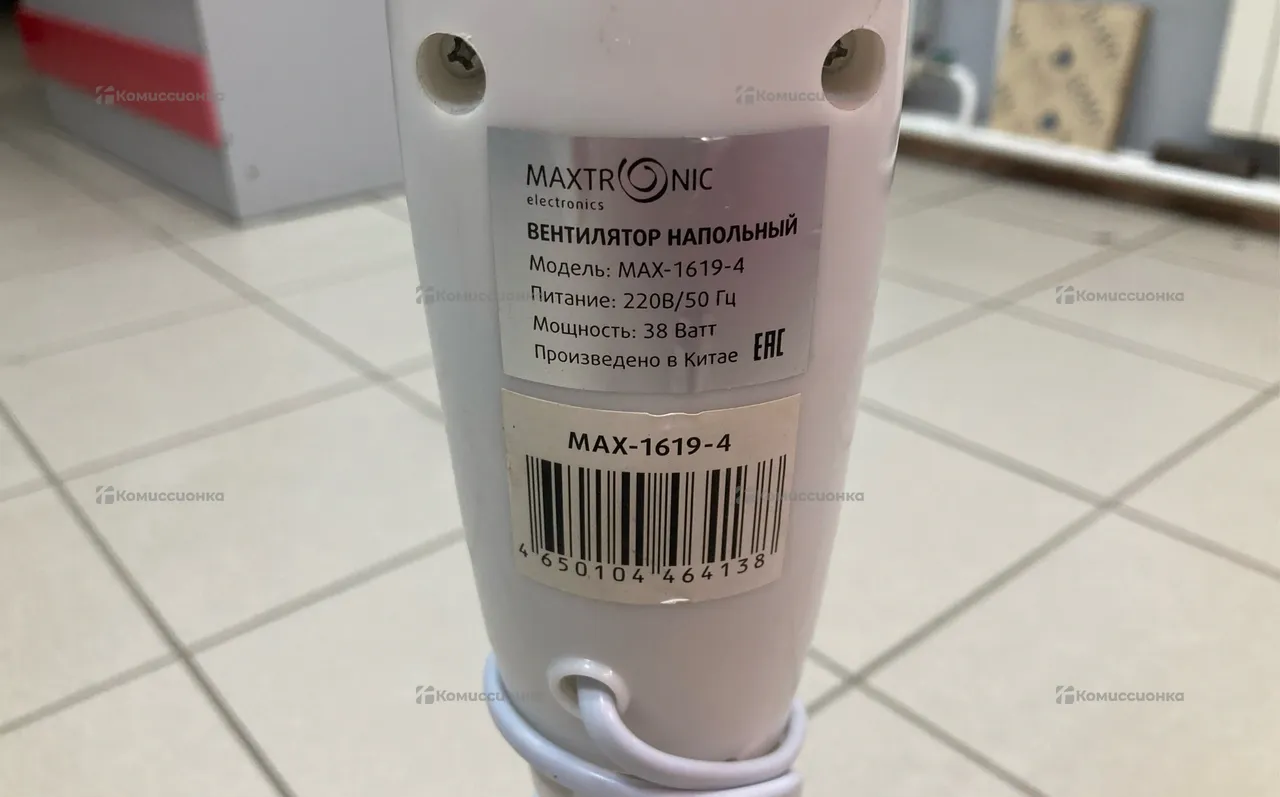 MAXTRONIC
electronics
ВЕНТИЛЯТОР НАПОЛЬНЫЙ
Модель: MAX-1619-4
Питание: 220В/50 Гц
Мощность: 38 Ватт
Произведено в Китае EAC
MAX-1619-4
4 650104 464138
Комиссионка
Комиссионка
Комиссионка
Комиссионка
Комиссионка
Комиссионка
Комиссионка
Комиссионка